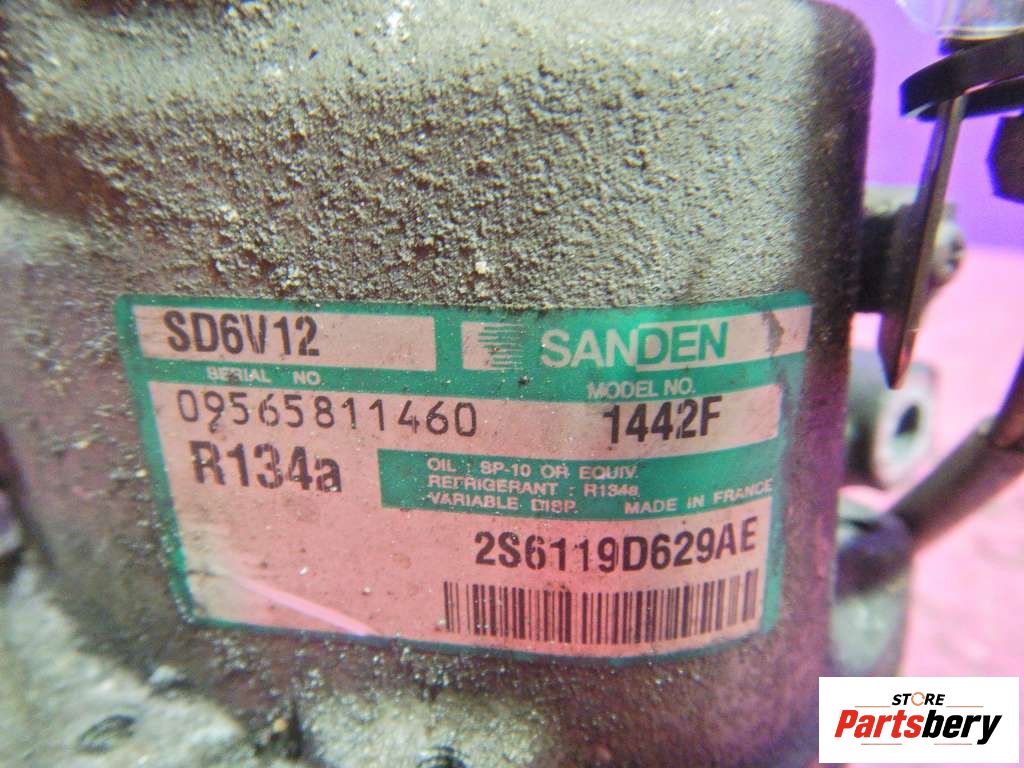 SD6V12
SANDEN
SERIAL NO.
MODEL NO.
09565811460
1442F
R134a
OIL : SP-10 OR EQUIV.
REFRIGERANT : R134a
VARIABLE DISP. MADE IN FRANCE
2S6119D629AE
STORE
Partsbery